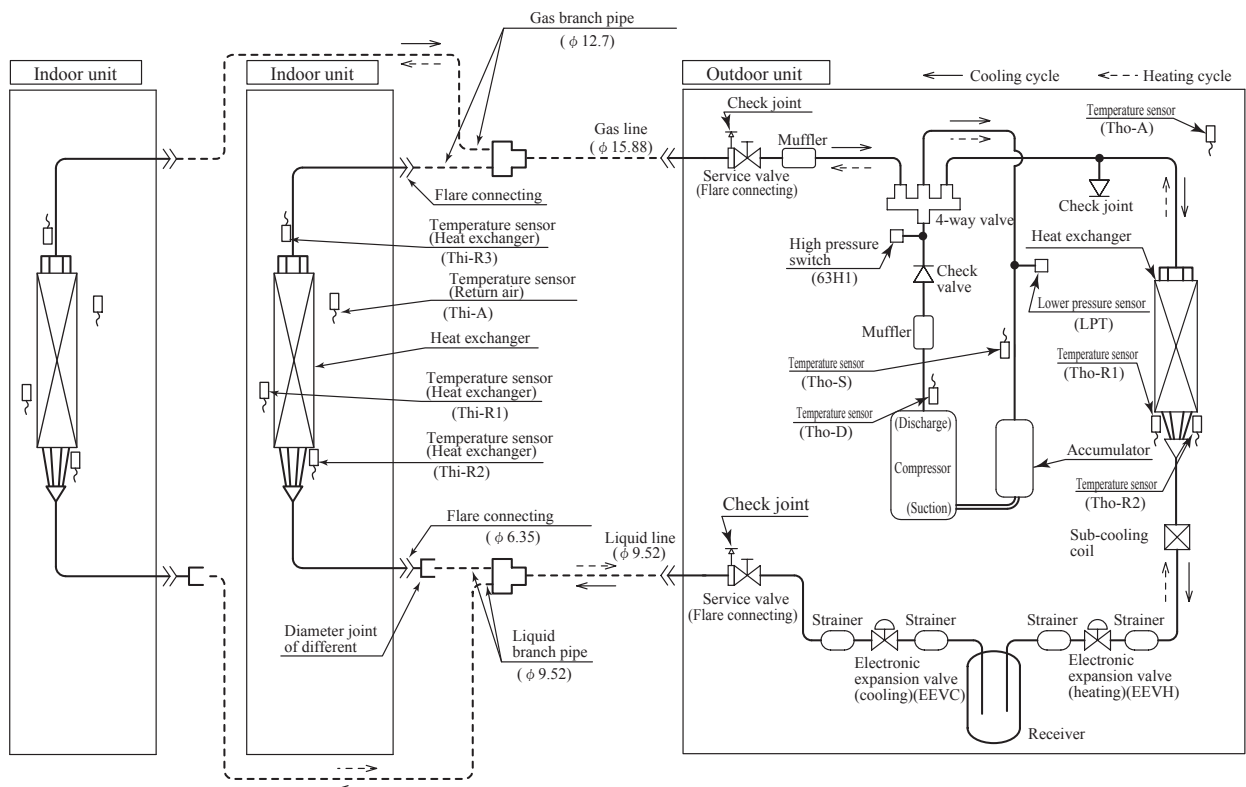 Gas branch pipe
( ϕ 12.7)
Indoor unit
Indoor unit
Outdoor unit
Cooling cycle
Heating cycle
Check joint
Muffler
Temperature sensor
(Tho-A)
Gas line
( ϕ 15.88)
Service valve
(Flare connecting)
Flare connecting
4-way valve
Check joint
Temperature sensor
(Heat exchanger)
(Thi-R3)
High pressure
switch
(63H1)
Check
valve
Heat exchanger
Temperature sensor
(Return air)
(Thi-A)
Lower pressure sensor
(LPT)
Muffler
Heat exchanger
Temperature sensor
(Tho-S)
Temperature sensor
(Tho-R1)
Temperature sensor
(Heat exchanger)
(Thi-R1)
Temperature sensor
(Tho-D)
(Discharge)
Compressor
(Suction)
Accumulator
Temperature sensor
(Heat exchanger)
(Thi-R2)
Temperature sensor
(Tho-R2)
Flare connecting
( ϕ 6.35)
Liquid line
( ϕ 9.52)
Check joint
Sub-cooling
coil
Service valve
(Flare connecting)
Diameter joint
of different
Liquid
branch pipe
( ϕ 9.52)
Strainer
Strainer
Strainer
Strainer
Electronic
expansion valve
(cooling)(EEVC)
Electronic
expansion valve
(heating)(EEVH)
Receiver